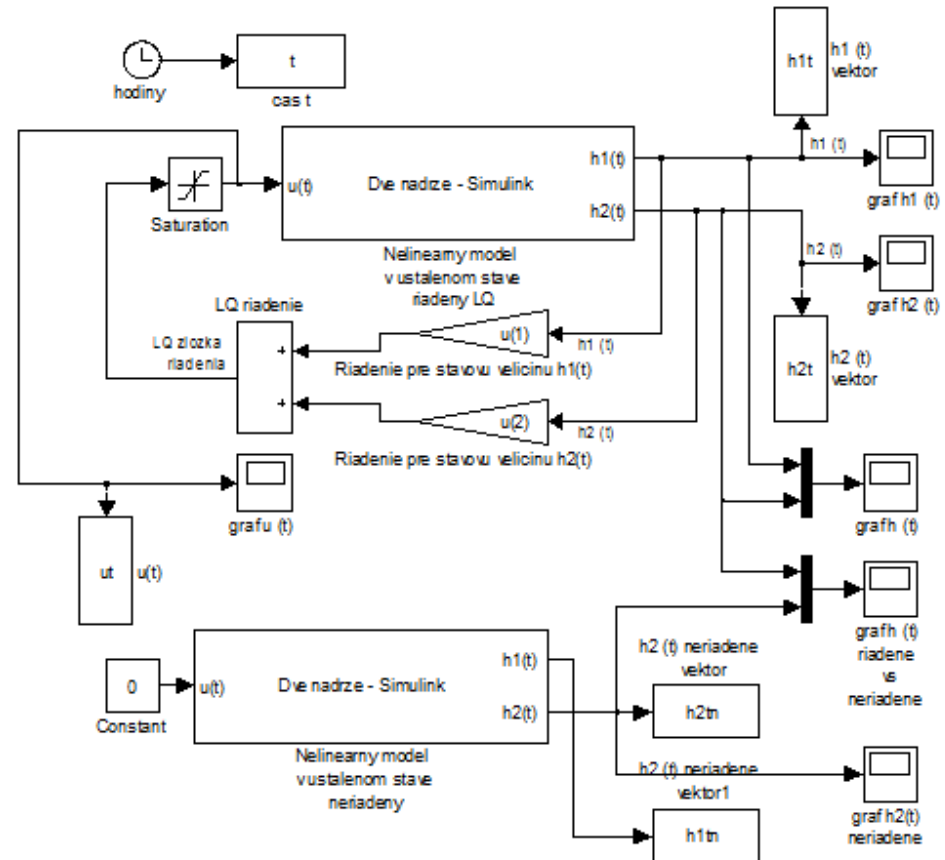 t
hodiny
cas t
h1t
h1 (t)
vektor
h1 (t)
graf h1 (t)
u(t)
Dve nadrze - Simulink
h1(t)
h2(t)
Saturation
Nelinearny model
v ustalenom stave
riadeny LQ
h2 (t)
graf h2 (t)
h2t
h2 (t)
vektor
LQ riadenie
LQ zlozka
riadenia
+
+
u(1)
h1 (t)
Riadenie pre stavovu velicinu h1(t)
u(2)
h2 (t)
Riadenie pre stavovu velicinu h2(t)
graf u (t)
ut
u(t)
graf h (t)
graf h (t)
riadene
vs
neriadene
0
Constant
u(t)
Dve nadrze - Simulink
h1(t)
h2(t)
Nelinearny model
v ustalenom stave
neriadeny
h2 (t) neriadene
vektor
h2tn
h2 (t) neriadene
vektor1
h1tn
graf h2(t)
neriadene